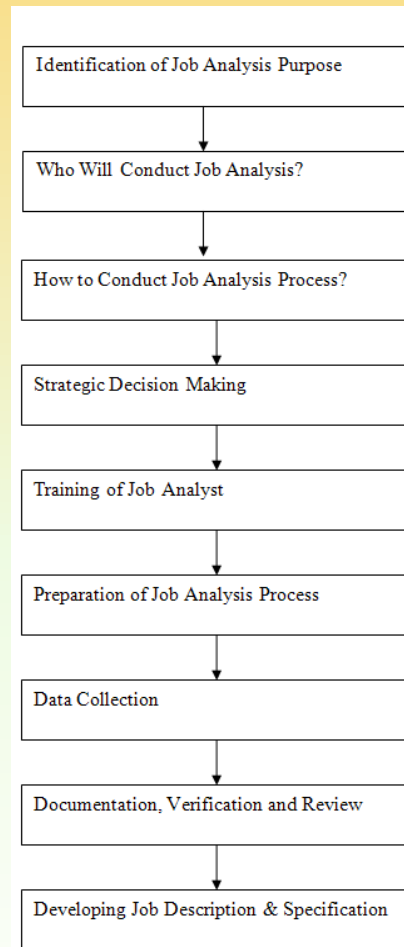 Identification of Job Analysis Purpose
Who Will Conduct Job Analysis?
How to Conduct Job Analysis Process?
Strategic Decision Making
Training of Job Analyst
Preparation of Job Analysis Process
Data Collection
Documentation, Verification and Review
Developing Job Description & Specification